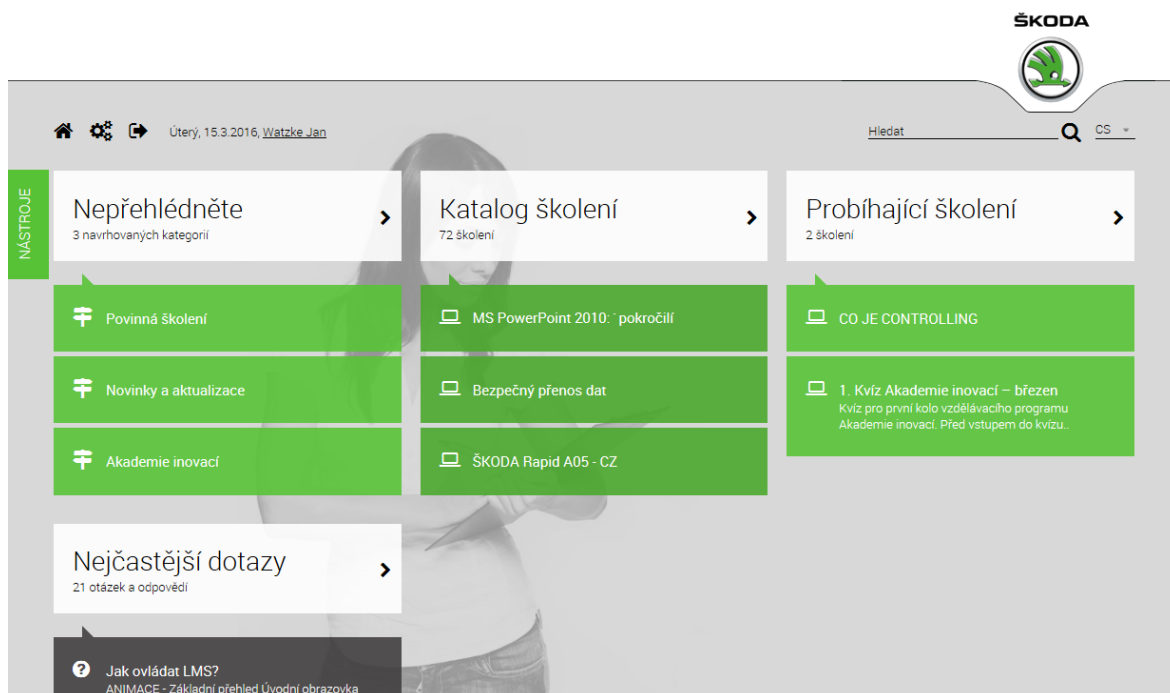 ŠKODA
Úterý, 15.3.2016, Watzke Jan
Hledat
CS
NÁSTROJE
Nepřehlédněte
3 navrhovaných kategorií
Povinná školení
Novinky a aktualizace
Akademie inovací
Katalog školení
72 školení
MS PowerPoint 2010: ˙pokročilí
Bezpečný přenos dat
ŠKODA Rapid A05 - CZ
Probíhající školení
2 školení
CO JE CONTROLLING
1. Kvíz Akademie inovací – březen
Kvíz pro první kolo vzdělávacího programu
Akademie inovací. Před vstupem do kvízu..
Nejčastější dotazy
21 otázek a odpovědí
Jak ovládat LMS?
ANIMACE - Základní přehled Úvodní obrazovka